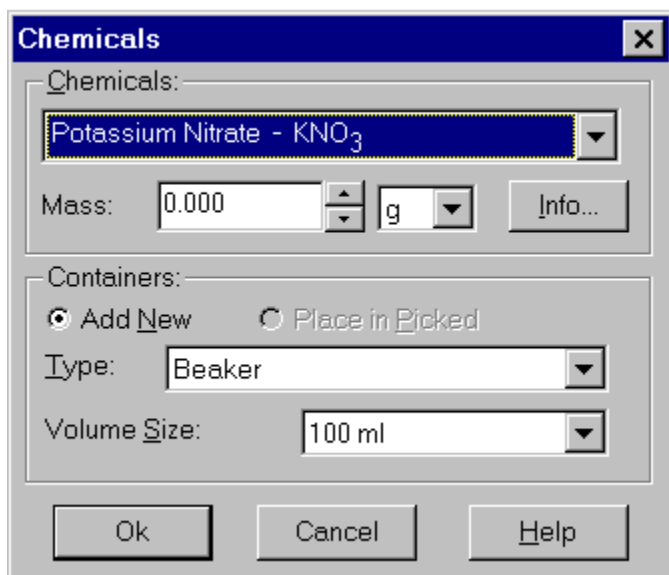 Chemicals
Chemicals:
Potassium Nitrate - KNO₃
Mass: 0.000 g Info...
Containers:
Add New Place in Picked
Type: Beaker
Volume Size: 100 ml
Ok Cancel Help